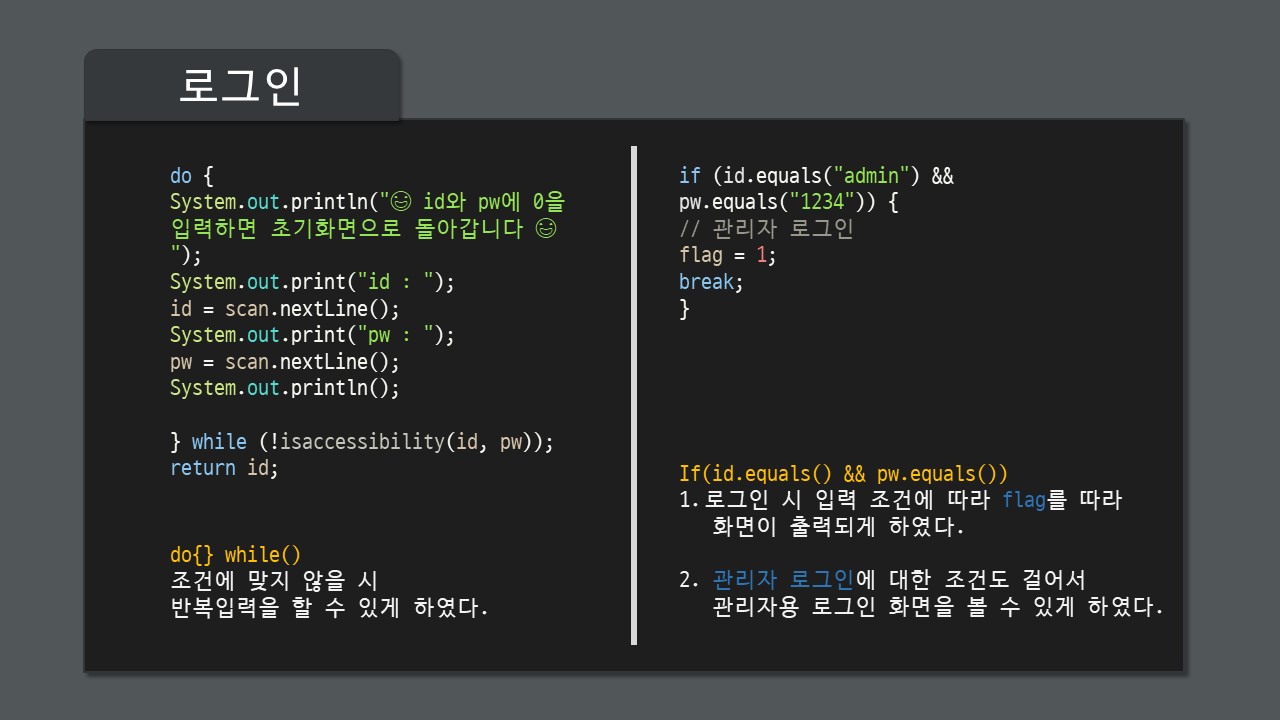 로그인
do {
System.out.println("😅 id와 pw에 0을
입력하면 초기화면으로 돌아갑니다 😅
");
System.out.print("id : ");
id = scan.nextLine();
System.out.print("pw : ");
pw = scan.nextLine();
System.out.println();
} while (!isaccessibility(id, pw));
return id;
do{} while()
조건에 맞지 않을 시
반복입력을 할 수 있게 하였다.
if (id.equals("admin") &&
pw.equals("1234")) {
// 관리자 로그인
flag = 1;
break;
}
If(id.equals() && pw.equals())
1. 로그인 시 입력 조건에 따라 flag를 따라
화면이 출력되게 하였다.
2. 관리자 로그인에 대한 조건도 걸어서
관리자용 로그인 화면을 볼 수 있게 하였다.